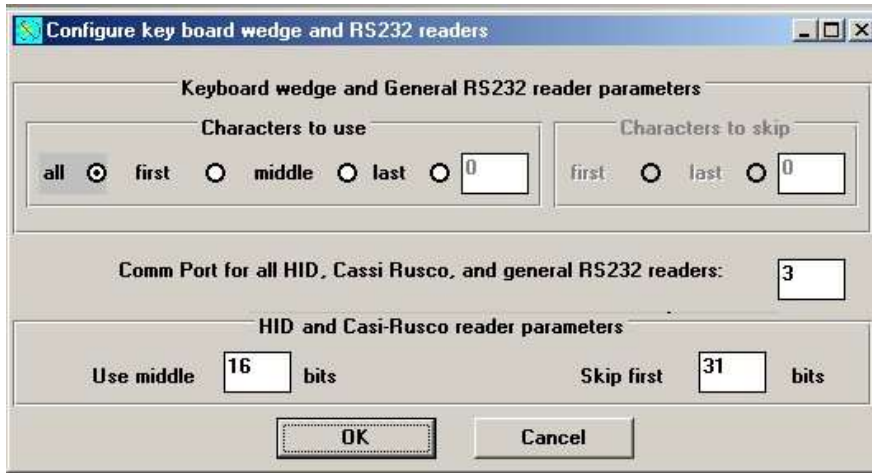 Configure key board wedge and RS232 readers
Keyboard wedge and General RS232 reader parameters
Characters to use
Characters to skip
all first middle last 0 first last 0
Comm Port for all HID, Cassi Rusco, and general RS232 readers: 3
HID and Casi-Rusco reader parameters
Use middle 16 bits Skip first 31 bits
OK Cancel